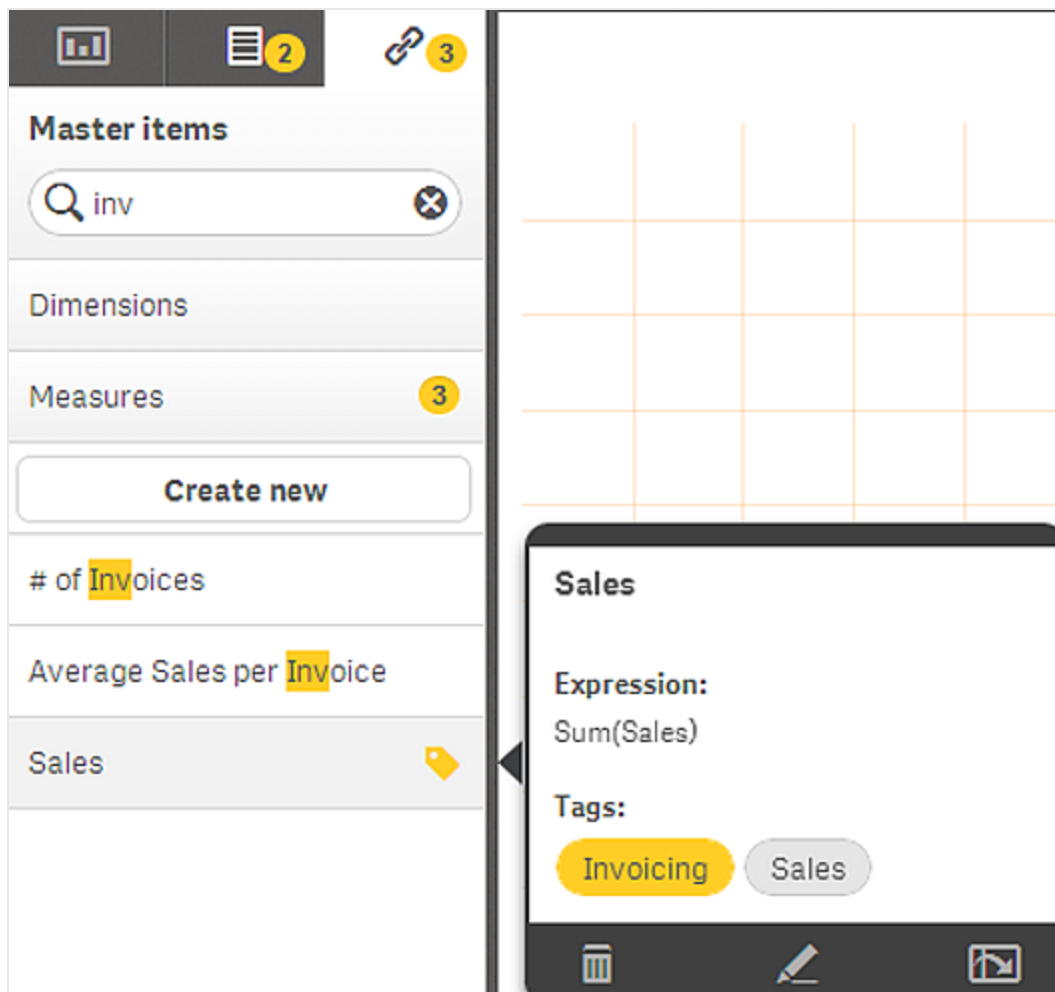 2
3
Master items
inv
Dimensions
Measures 3
Create new
# of Invoices
Average Sales per Invoice
Sales
Sales
Expression:
Sum(Sales)
Tags:
Invoicing Sales